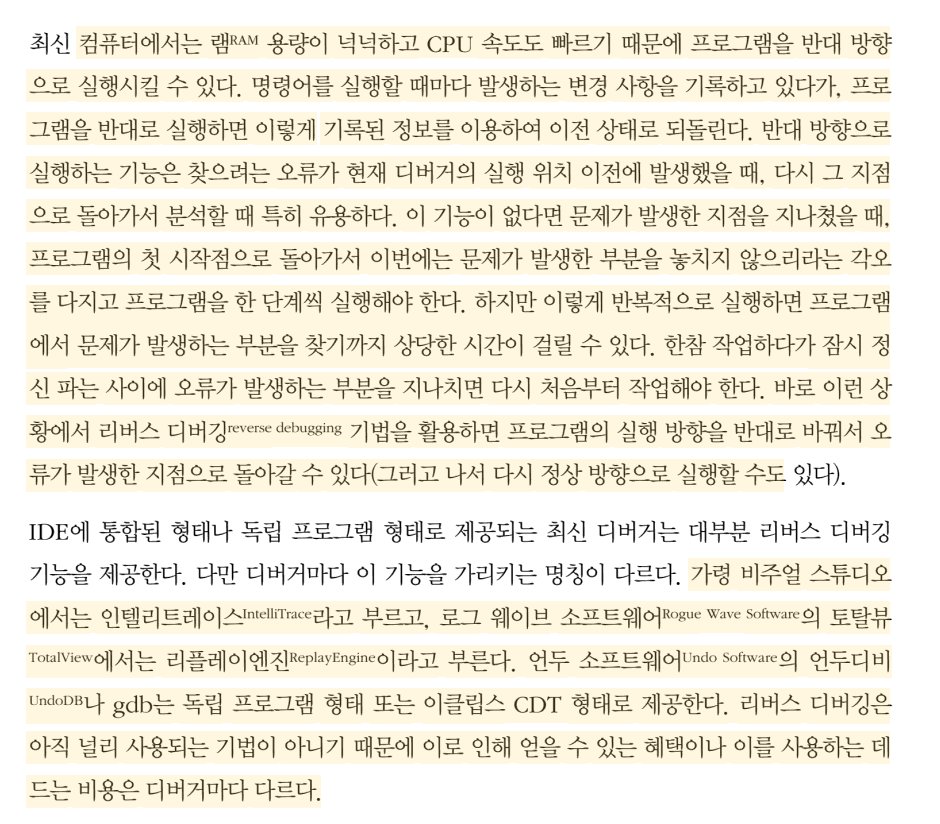 최신 컴퓨터에서는 램RAM 용량이 넉넉하고 CPU 속도도 빠르기 때문에 프로그램을 반대 방향
으로 실행시킬 수 있다. 명령어를 실행할 때마다 발생하는 변경 사항을 기록하고 있다가, 프로
그램을 반대로 실행하면 이렇게 기록된 정보를 이용하여 이전 상태로 되돌린다. 반대 방향으로
실행하는 기능은 찾으려는 오류가 현재 디버거의 실행 위치 이전에 발생했을 때, 다시 그 지점
으로 돌아가서 분석할 때 특히 유용하다. 이 기능이 없다면 문제가 발생한 지점을 지나쳤을 때,
프로그램의 첫 시작점으로 돌아가서 이번에는 문제가 발생한 부분을 놓치지 않으리라는 각오
를 다지고 프로그램을 한 단계씩 실행해야 한다. 하지만 이렇게 반복적으로 실행하면 프로그램
에서 문제가 발생하는 부분을 찾기까지 상당한 시간이 걸릴 수 있다. 한참 작업하다가 잠시 정
신 파는 사이에 오류가 발생하는 부분을 지나치면 다시 처음부터 작업해야 한다. 바로 이런 상
황에서 리버스 디버깅reverse debugging 기법을 활용하면 프로그램의 실행 방향을 반대로 바꿔서 오
류가 발생한 지점으로 돌아갈 수 있다(그러고 나서 다시 정상 방향으로 실행할 수도 있다).
IDE에 통합된 형태나 독립 프로그램 형태로 제공되는 최신 디버거는 대부분 리버스 디버깅
기능을 제공한다. 다만 디버거마다 이 기능을 가리키는 명칭이 다르다. 가령 비주얼 스튜디오
에서는 인텔리트레이스IntelliTrace라고 부르고, 로그 웨이브 소프트웨어Rogue Wave Software의 토탈뷰
TotalView에서는 리플레이엔진ReplayEngine이라고 부른다. 언두 소프트웨어Undo Software의 언두디비
UndoDB나 gdb는 독립 프로그램 형태 또는 이클립스 CDT 형태로 제공한다. 리버스 디버깅은
아직 널리 사용되는 기법이 아니기 때문에 이로 인해 얻을 수 있는 혜택이나 이를 사용하는 데
드는 비용은 디버거마다 다르다.